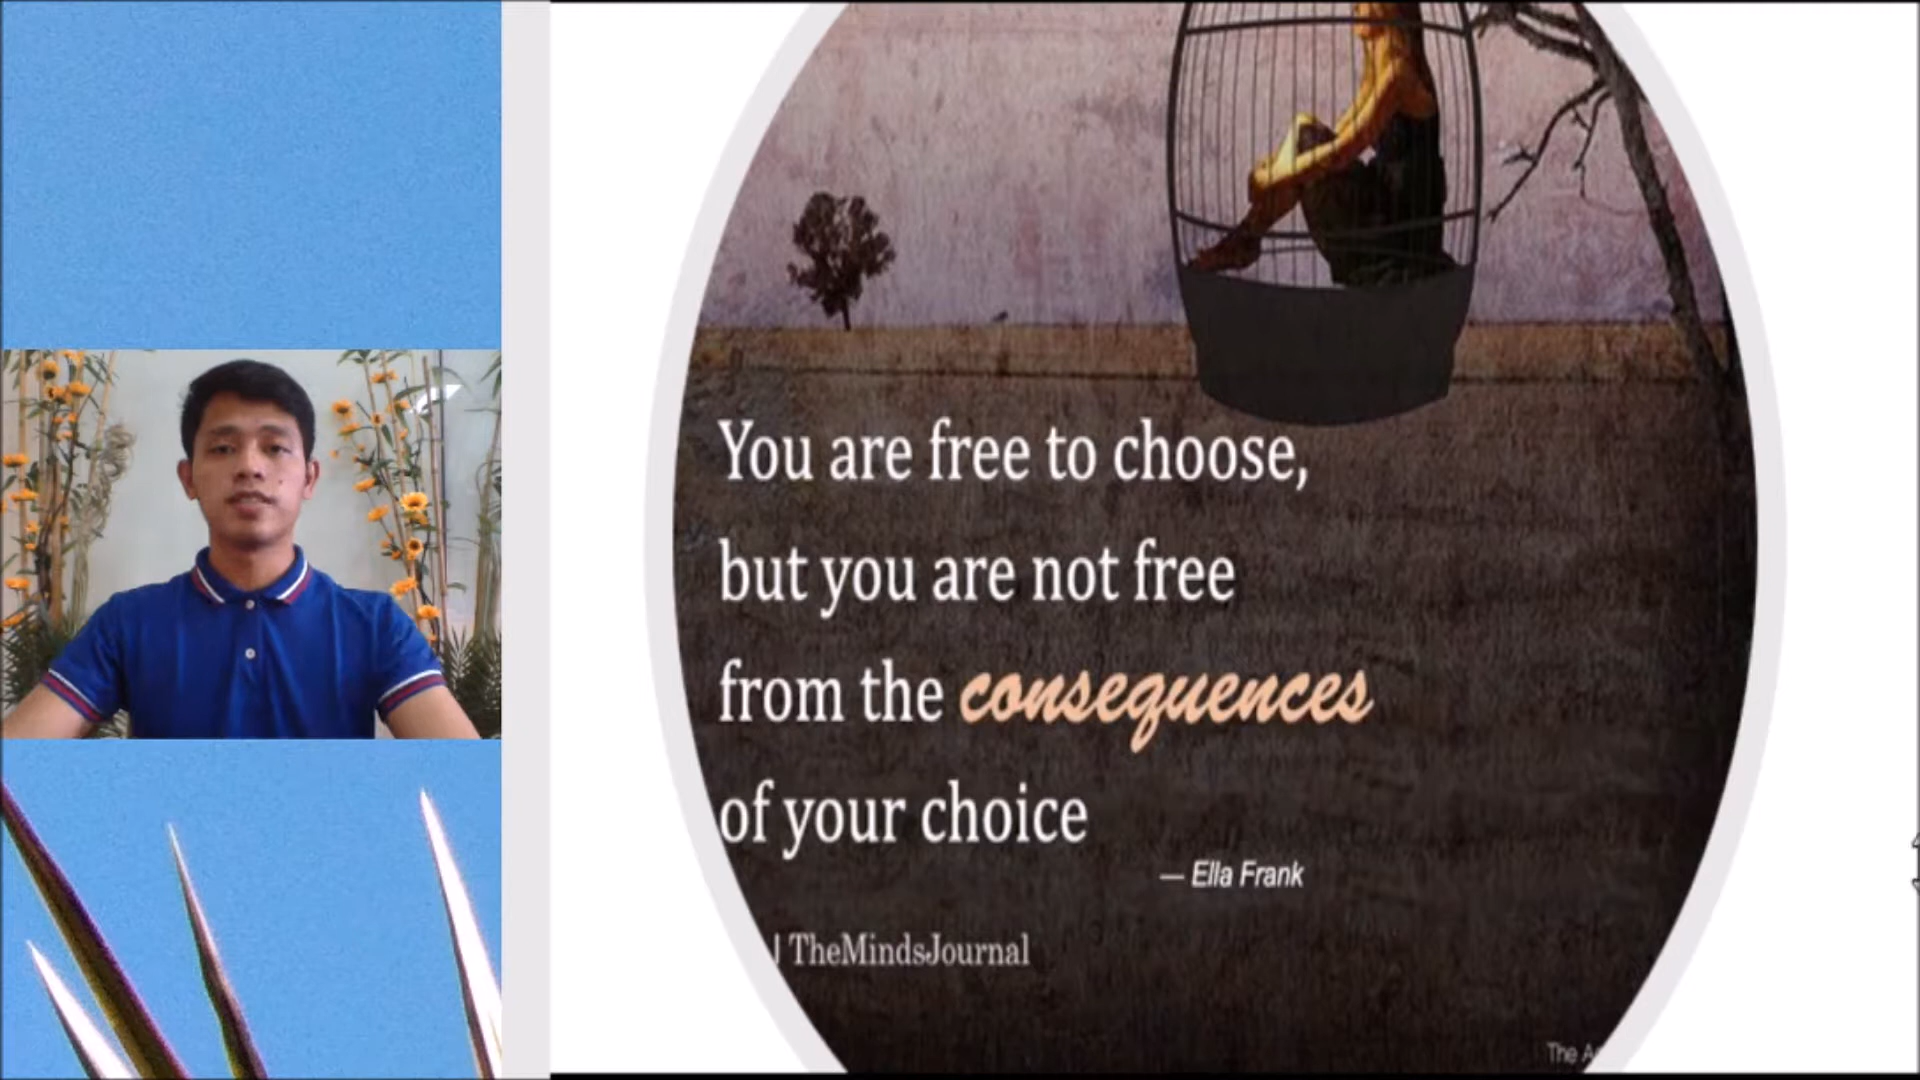 You are free to choose,
but you are not free
from the consequences
of your choice
— Ella Frank
| TheMindsJournal
The